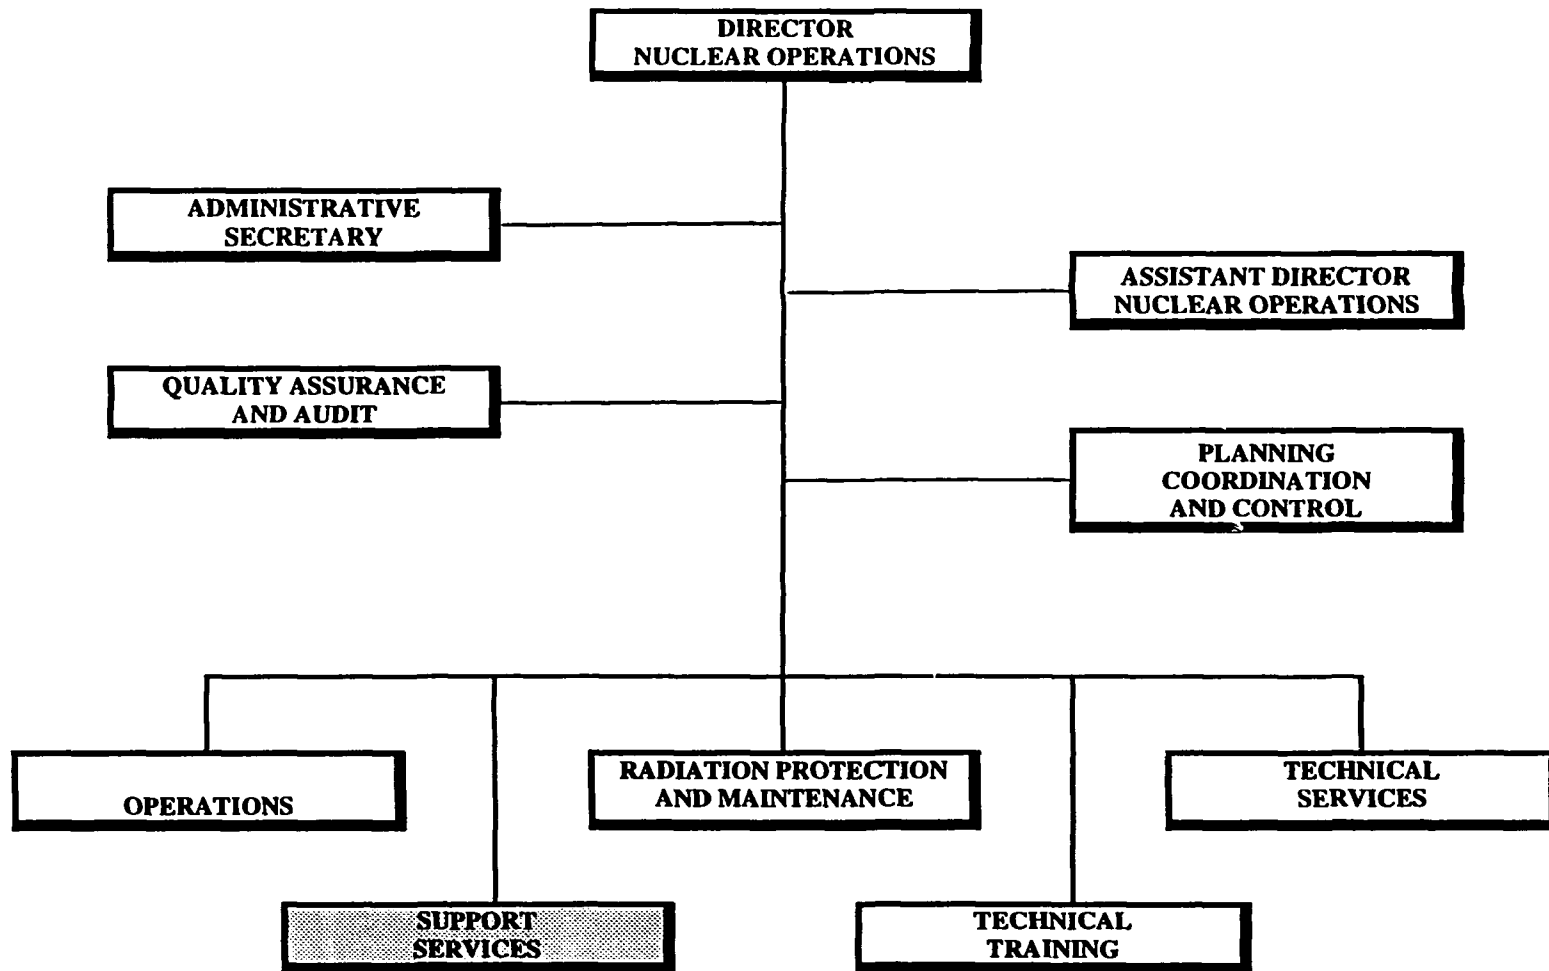 DIRECTOR
NUCLEAR OPERATIONS
ADMINISTRATIVE
SECRETARY
ASSISTANT DIRECTOR
NUCLEAR OPERATIONS
QUALITY ASSURANCE
AND AUDIT
PLANNING
COORDINATION
AND CONTROL
OPERATIONS
RADIATION PROTECTION
AND MAINTENANCE
TECHNICAL
SERVICES
SUPPORT
SERVICES
TECHNICAL
TRAINING